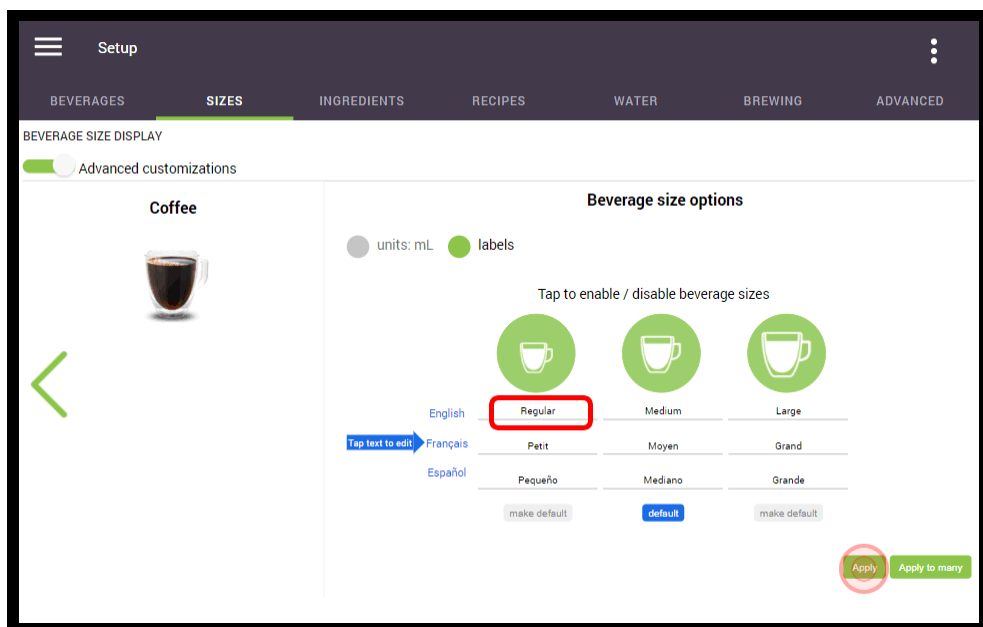 Setup
BEVERAGES SIZES INGREDIENTS RECIPES WATER BREWING ADVANCED
BEVERAGE SIZE DISPLAY
Advanced customizations
Coffee
Beverage size options
units: mL labels
Tap to enable / disable beverage sizes
English Regular Medium Large
Tap text to edit Français Petit Moyen Grand
Español Pequeño Mediano Grande
make default default make default
Apply Apply to many